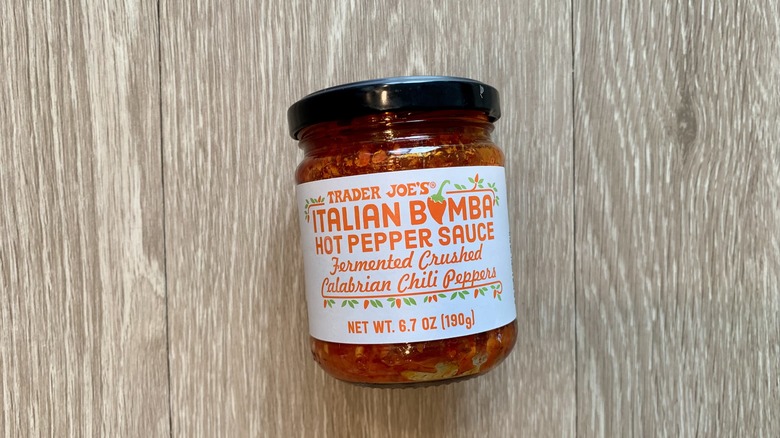 TRADER JOE'S®
ITALIAN BOMBA
HOT PEPPER SAUCE
Fermented Crushed
Calabrian Chili Peppers
NET WT. 6.7 OZ (190g)